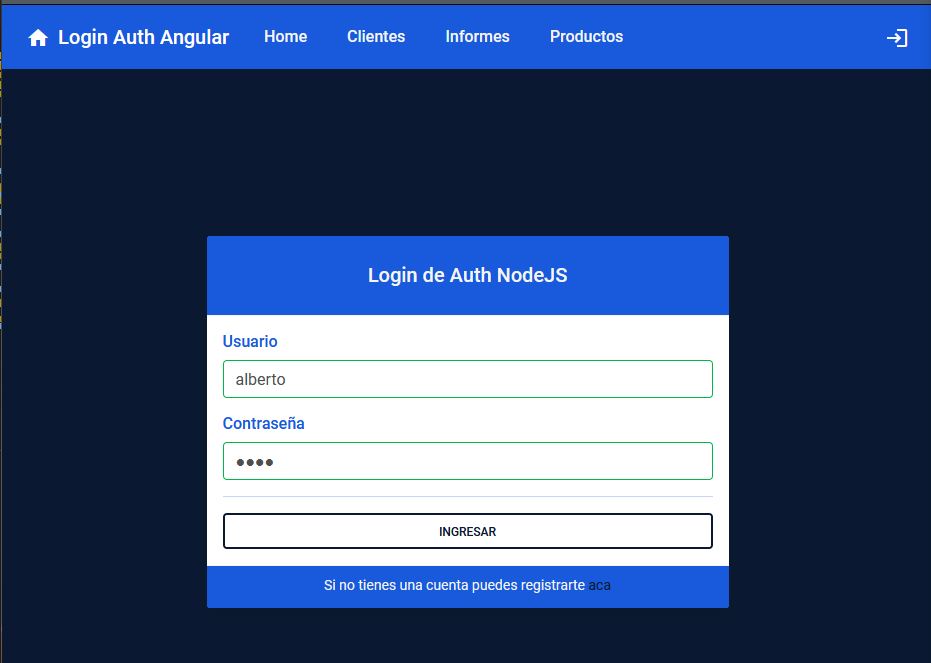 Login Auth Angular Home Clientes Informes Productos
Login de Auth NodeJS
Usuario
alberto
Contraseña
●●●●
INGRESAR
Si no tienes una cuenta puedes registrarte aca